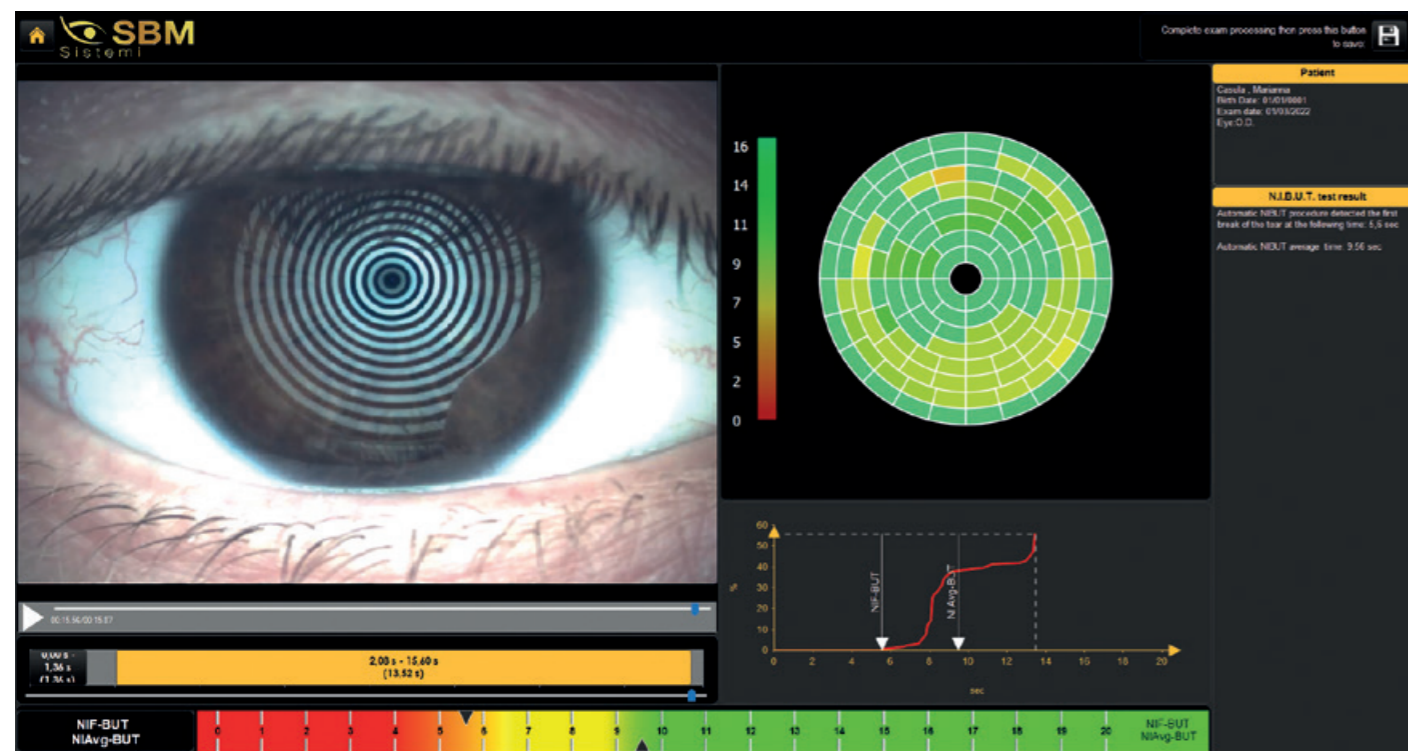 SBM
Sistemi
Complete exam processing then press this button
to save:
Patient
Casula , Marianna
Birth Date: 01/01/0001
Exam date: 01/03/2022
Eye:O.D.
16
14
11
9
7
5
2
0
N.I.B.U.T. test result
Automatic NIBUT procedure detected the first
break of the tear at the following time: 5,6 sec
Automatic NIBUT average time: 9.56 sec
60
50
40
30
20
10
0
%
NIF-BUT
NIAvg-BUT
0 2 4 6 8 10 12 14 16 18 20
sec
00:15.56/00:15.87
0,00 s -
1,36 s
(1.36 s)
2,08 s - 15,60 s
(13,52 s)
NIF-BUT
NIAvg-BUT
0 1 2 3 4 5 6 7 8 9 10 11 12 13 14 15 16 17 18 19 20
NIF-BUT
NIAvg-BUT